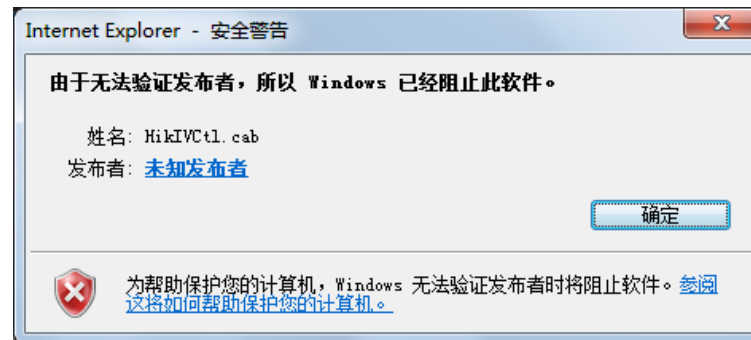 Internet Explorer - 安全警告
由于无法验证发布者，所以 Windows 已经阻止此软件。
姓名: HikIVCtl.cab
发布者: 未知发布者
确定
为帮助保护您的计算机，Windows 无法验证发布者时将阻止软件。参阅
这将如何帮助保护您的计算机。